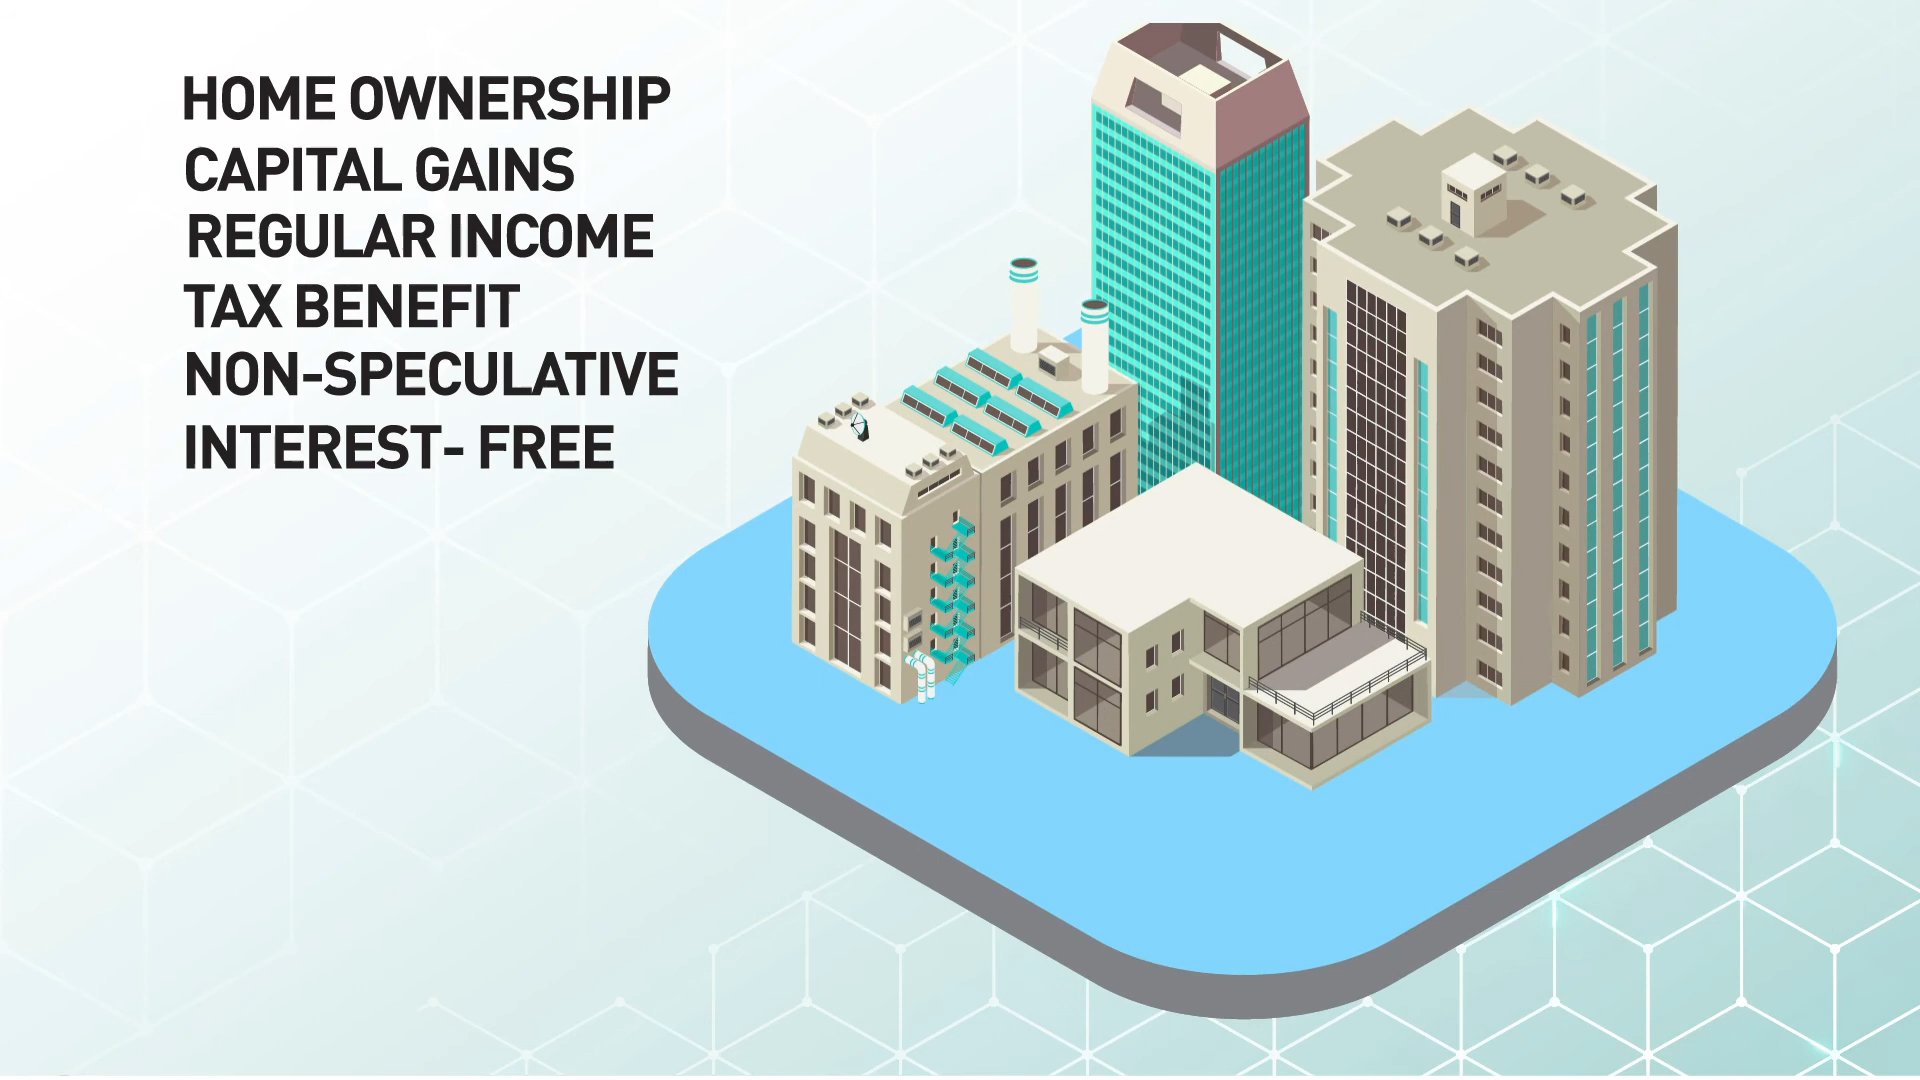 HOME OWNERSHIP
CAPITAL GAINS
REGULAR INCOME
TAX BENEFIT
NON-SPECULATIVE
INTEREST- FREE